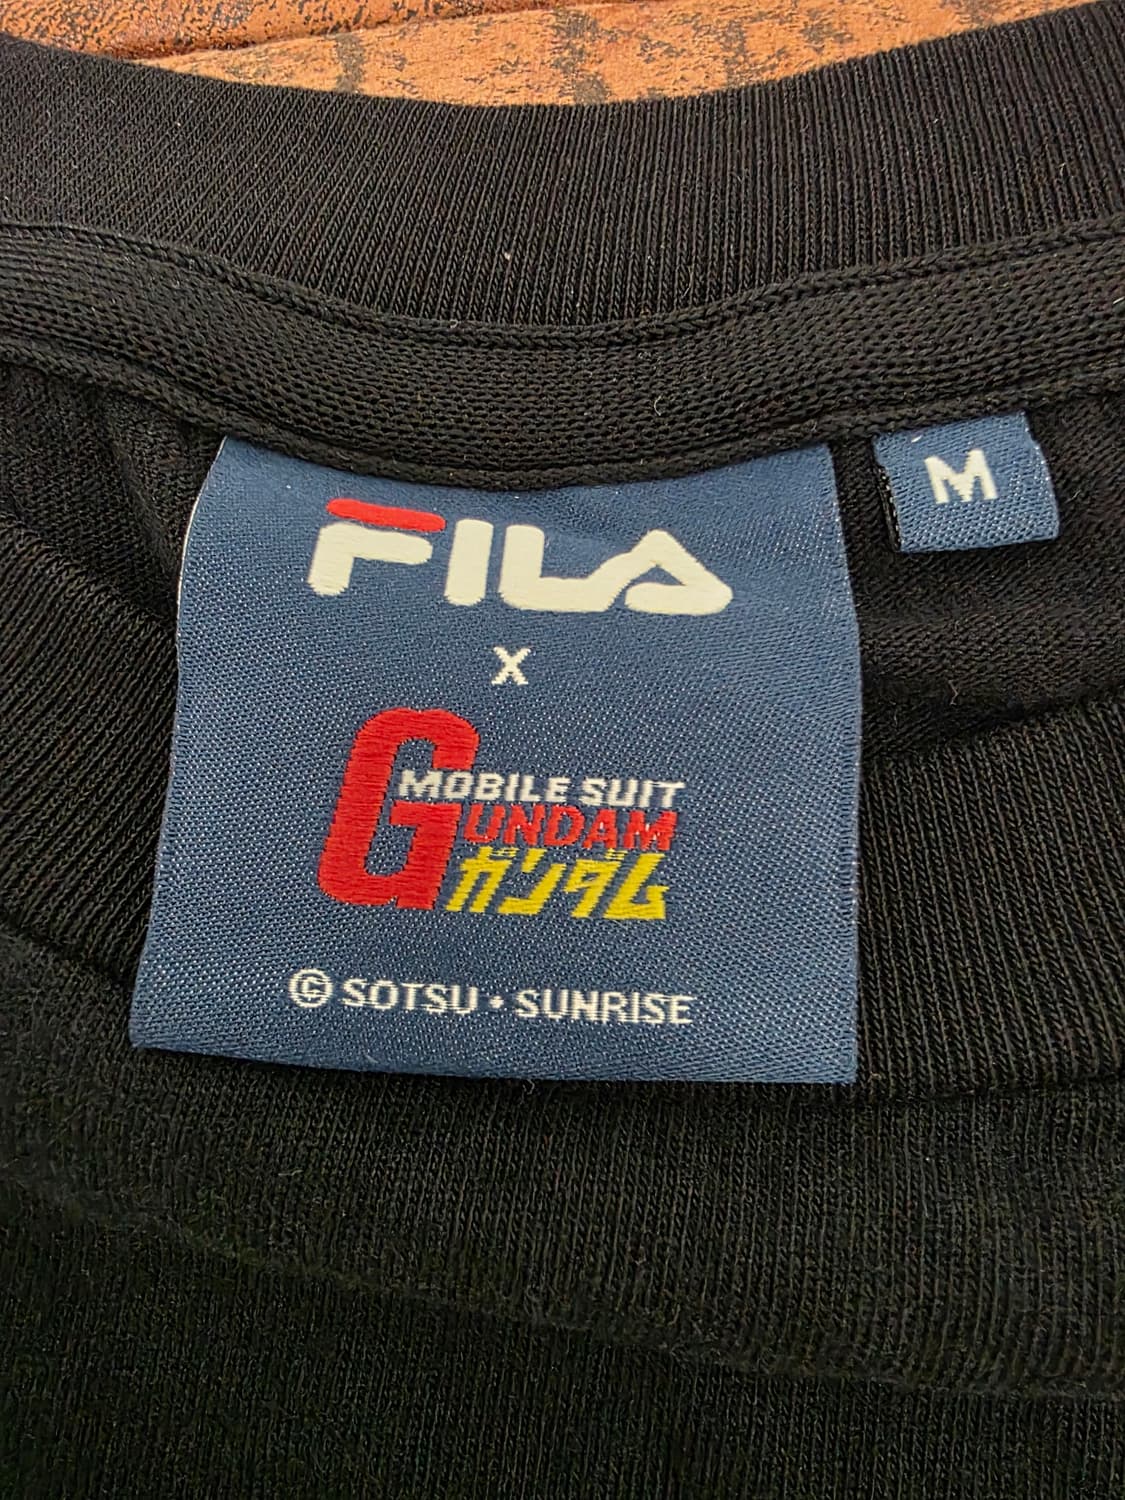 FILA
M
X
MOBILE SUIT
GUNDAM
ガンダム
© SOTSU・SUNRISE